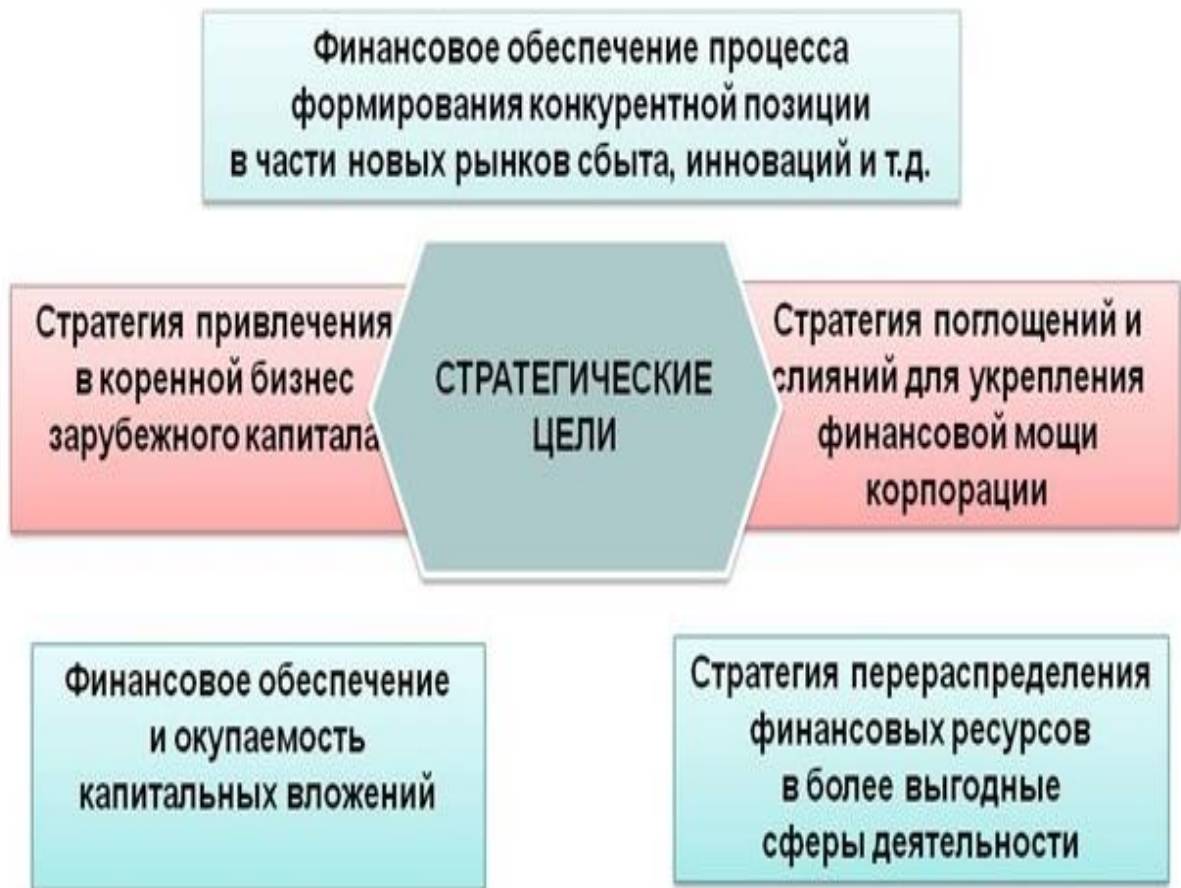 Финансовое обеспечение процесса
формирования конкурентной позиции
в части новых рынков сбыта, инноваций и т.д.
Стратегия привлечения
в коренной бизнес
зарубежного капитала
СТРАТЕГИЧЕСКИЕ
ЦЕЛИ
Стратегия поглощений и
слияний для укрепления
финансовой мощи
корпорации
Финансовое обеспечение
и окупаемость
капитальных вложений
Стратегия перераспределения
финансовых ресурсов
в более выгодные
сферы деятельности